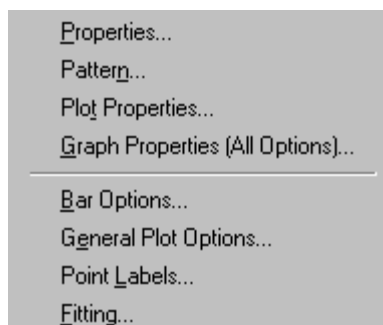 Properties...
Pattern...
Plot Properties...
Graph Properties (All Options)...
Bar Options...
General Plot Options...
Point Labels...
Fitting...